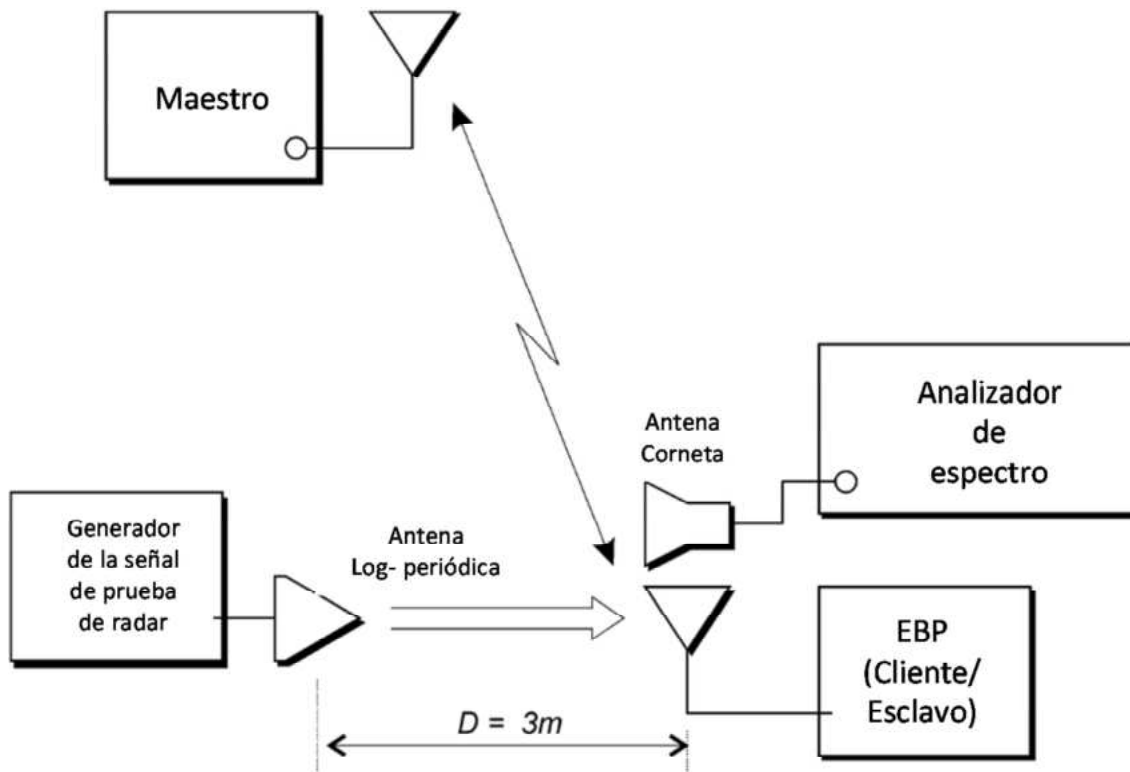 Maestro
Analizador
de
espectro
Antena
Corneta
Generador
de la señal
de prueba
de radar
Antena
Log- periódica
EBP
(Cliente/
Esclavo)
D = 3m